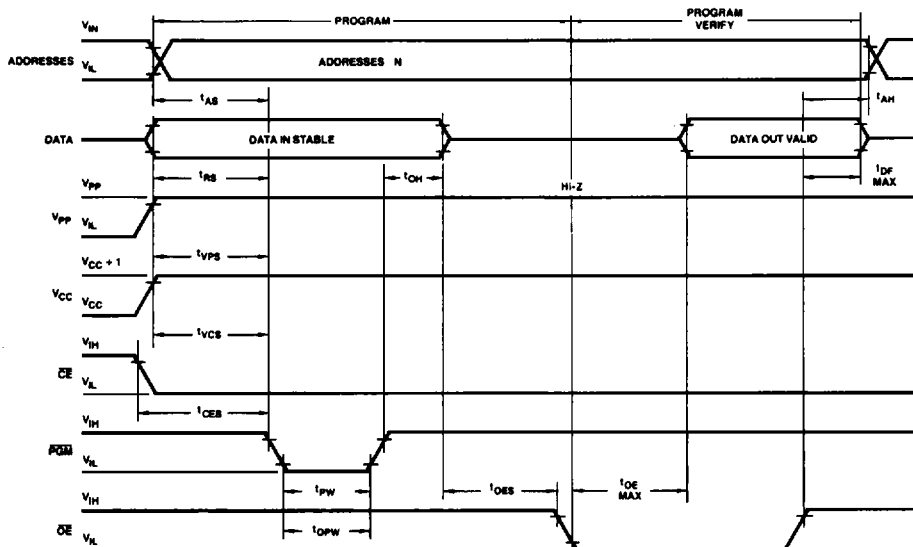 PROGRAM
PROGRAM
VERIFY
VIN
ADDRESSES
VIL
ADDRESSES N
tAS
tAH
DATA
DATA IN STABLE
DATA OUT VALID
tRS
tOH
tDF
MAX
VPP
Hi-Z
VPP
VIL
tVPS
VCC + 1
VCC
VCC
tVCS
VIH
CE
VIL
tCES
VIH
PGM
VIL
tPW
tOES
tOE
MAX
VIH
tOPW
OE
VIL